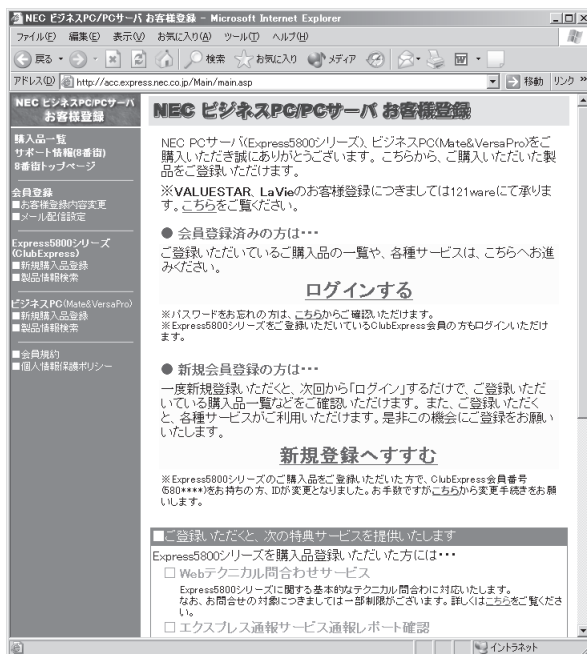 NEC ビジネスPC/PCサーバ お客様登録 - Microsoft Internet Explorer
ファイル(F) 編集(E) 表示(V) お気に入り(A) ツール(T) ヘルプ(H)
戻る 検索 お気に入り メディア
アドレス(D) http://acc.express.nec.co.jp/Main/main.asp 移動 リンク »
NEC ビジネスPC/PCサーバ
お客様登録
購入品一覧
サポート情報(8番街)
8番街トップページ
会員登録
■お客様登録内容変更
■メール配信設定
Express5800シリーズ
(ClubExpress)
■新規購入品登録
■製品情報検索
ビジネスPC(Mate&VersaPro)
■新規購入品登録
■製品情報検索
■会員規約
■個人情報保護ポリシー
NEC ビジネスPC/PCサーバ お客様登録
NEC PCサーバ(Express5800シリーズ)、ビジネスPC(Mate&VersaPro)をご
購入いただき誠にありがとうございます。こちらから、ご購入いただいた製
品をご登録いただけます。
※VALUESTAR、LaVieのお客様登録につきましては121wareにて承りま
す。こちらをご覧ください。
● 会員登録済みの方は・・・
ご登録いただいているご購入品の一覧や、各種サービスは、こちらへお進
みください。
ログインする
※パスワードをお忘れの方は、こちらからご確認いただけます。
※Express5800シリーズをご登録いただいているClubExpress会員の方もログインいただけ
ます。
● 新規会員登録の方は・・・
一度新規登録いただくと、次回から「ログイン」するだけで、ご登録いただ
いている購入品一覧などをご確認いただけます。また、ご登録いただく
と、各種サービスがご利用いただけます。是非この機会にご登録をお願い
いたします。
新規登録へすすむ
※Express5800シリーズのご購入品をご登録いただいた方で、ClubExpress会員番号
(580****)をお持ちの方、IDが変更となりました。お手数ですがこちらから変更手続きをお願
いします。
■ご登録いただくと、次の特典サービスを提供いたします
Express5800シリーズを購入品登録いただいた方には・・・
□ Webテクニカル問合わせサービス
Express5800シリーズに関する基本的なテクニカル問合わせに対応いたします。
なお、お問合せの対象につきましては一部制限がございます。詳しくはこちらをご覧くださ
い。
□ エクスプレス通報サービス通報レポート確認
イントラネット